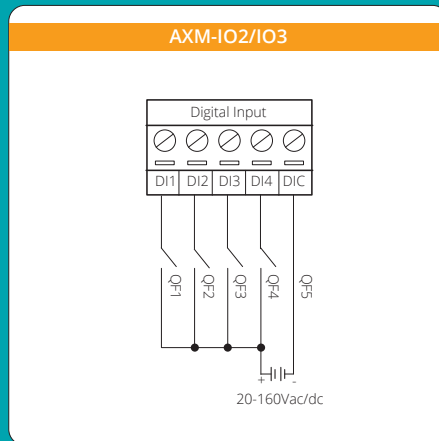 AXM-IO2/IO3
Digital Input
DI1 DI2 DI3 DI4 DIC
QF1 QF2 QF3 QF4 QF5
+ -
20-160Vac/dc